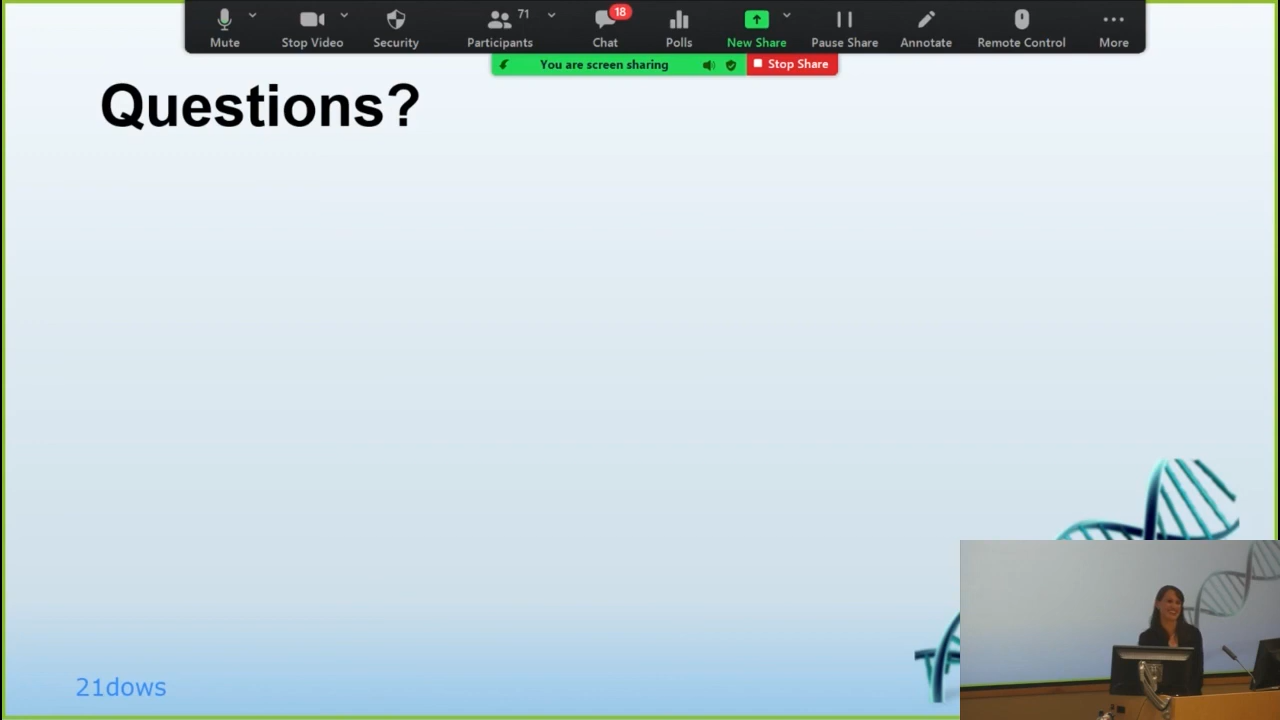 71
18
Mute
Stop Video
Security
Participants
Chat
Polls
New Share
Pause Share
Annotate
Remote Control
More
You are screen sharing
Stop Share
Questions?
21dows